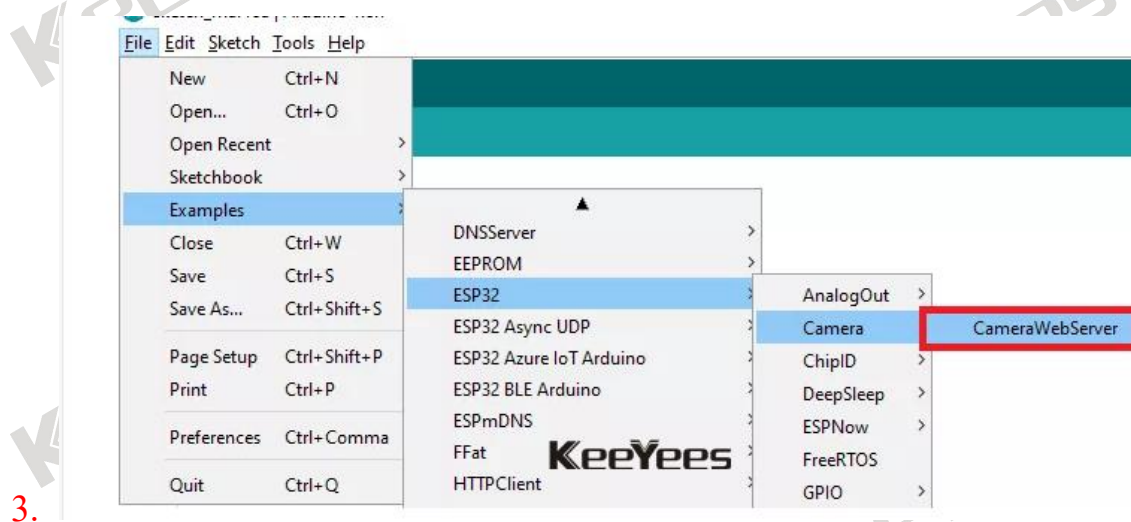 File Edit Sketch Tools Help
New Ctrl+N
Open... Ctrl+O
Open Recent
Sketchbook
Examples
Close Ctrl+W
Save Ctrl+S
Save As... Ctrl+Shift+S
Page Setup Ctrl+Shift+P
Print Ctrl+P
Preferences Ctrl+Comma
Quit Ctrl+Q
DNSServer
EEPROM
ESP32
ESP32 Async UDP
ESP32 Azure IoT Arduino
ESP32 BLE Arduino
ESPmDNS
FFat
HTTPClient
KeeYees
AnalogOut
Camera
ChipID
DeepSleep
ESPNow
FreeRTOS
GPIO
CameraWebServer
3.